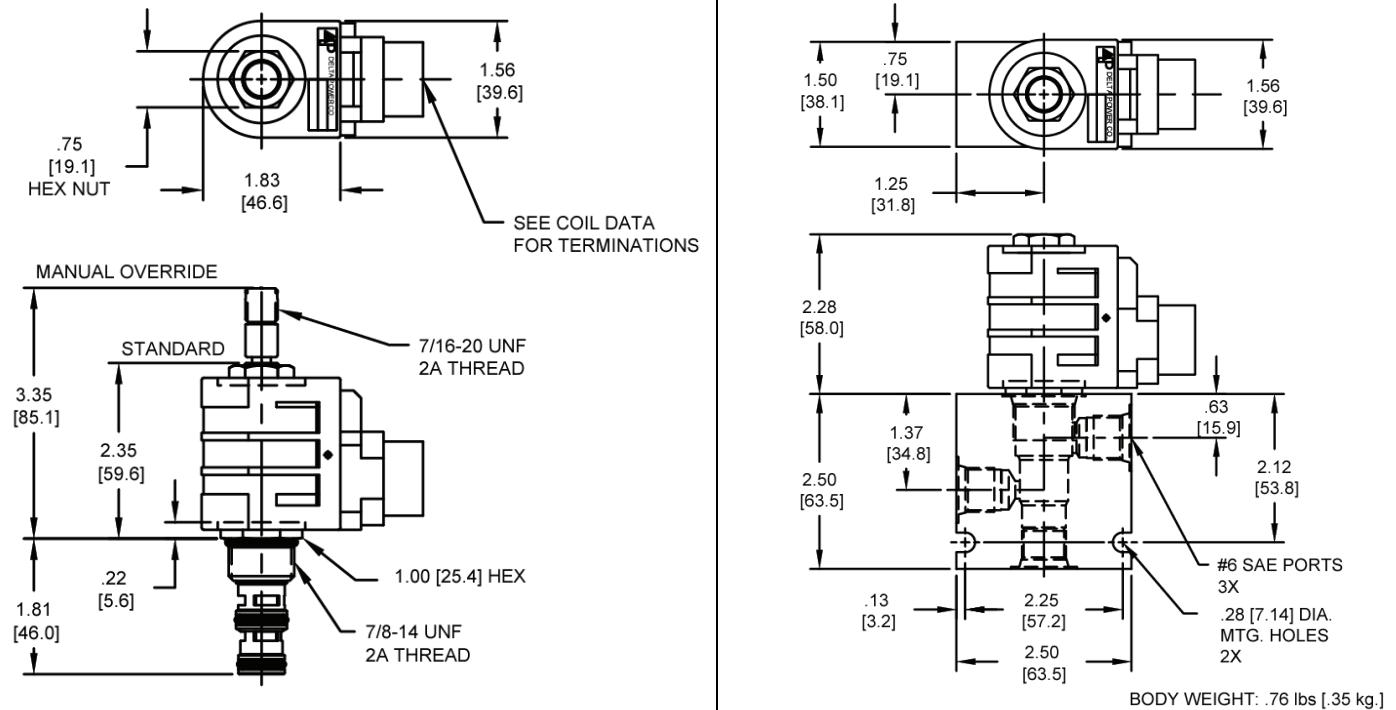 DELTA POWER CO
1.56
[39.6]
.75
[19.1]
HEX NUT
1.83
[46.6]
SEE COIL DATA
FOR TERMINATIONS
MANUAL OVERRIDE
7/16-20 UNF
2A THREAD
STANDARD
3.35
[85.1]
2.35
[59.6]
.22
[5.6]
1.00 [25.4] HEX
1.81
[46.0]
7/8-14 UNF
2A THREAD
DELTA POWER CO
.75
[19.1]
1.50
[38.1]
1.56
[39.6]
1.25
[31.8]
2.28
[58.0]
.63
[15.9]
1.37
[34.8]
2.12
[53.8]
2.50
[63.5]
#6 SAE PORTS
3X
.13
[3.2]
2.25
[57.2]
.28 [7.14] DIA.
MTG. HOLES
2X
2.50
[63.5]
BODY WEIGHT: .76 lbs [.35 kg.]